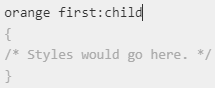 orange first:child
{
/* Styles would go here. */
}